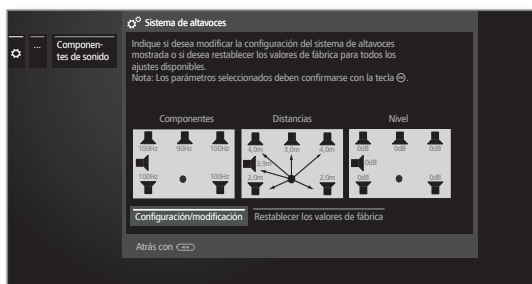 Sistema de altavoces
...
Componen-
tes de sonido
Indique si desea modificar la configuración del sistema de altavoces
mostrada o si desea restablecer los valores de fábrica para todos los
ajustes disponibles.
Nota: Los parámetros seleccionados deben confirmarse con la tecla OK.
Componentes
100Hz 90Hz 100Hz
100Hz 100Hz
Distancias
4,0m 3,0m 4,0m
3,9m
2,0m 2,0m
Nivel
0dB 0dB 0dB
0dB
0dB 0dB
Configuración/modificación
Restablecer los valores de fábrica
Atrás con